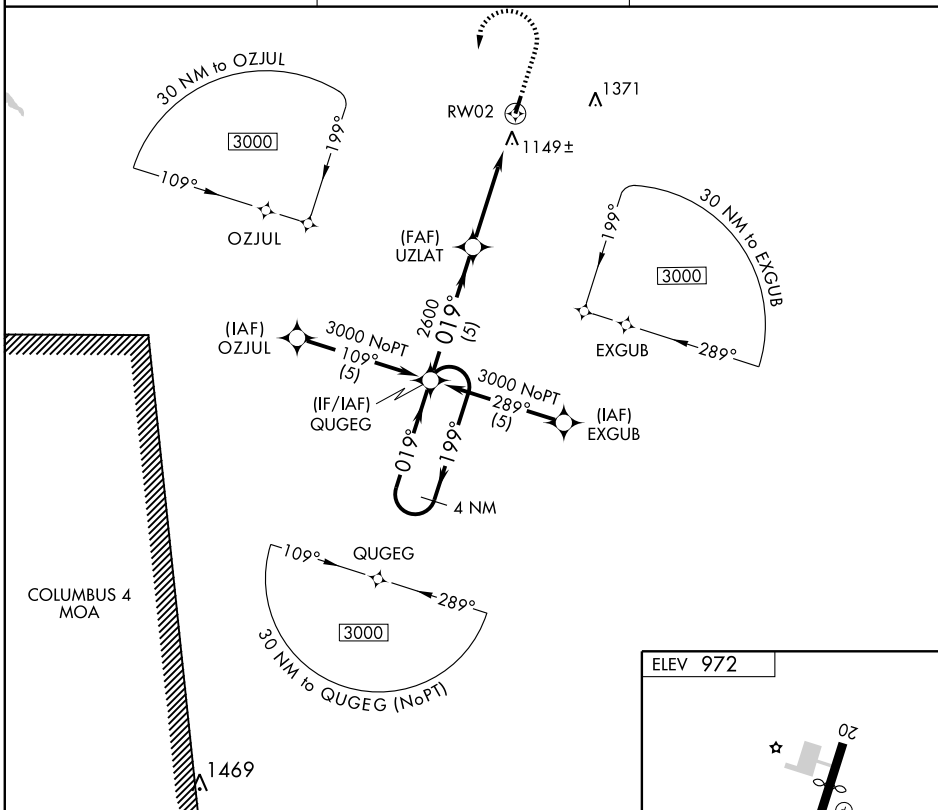 30 NM to OZJUL
3000
199°
109°
OZJUL
RW02
1371
1149±
30 NM to EXGUB
199°
3000
EXGUB
289°
(FAF)
UZLAT
2600
019°
(5)
(IAF)
OZJUL
3000 NoPT
109°
(5)
(IF/IAF)
QUGEG
3000 NoPT
289°
(5)
(IAF)
EXGUB
019°
199°
4 NM
109°
QUGEG
289°
3000
30 NM to QUGEG (NoPT)
COLUMBUS 4
MOA
1469
ELEV 972
20